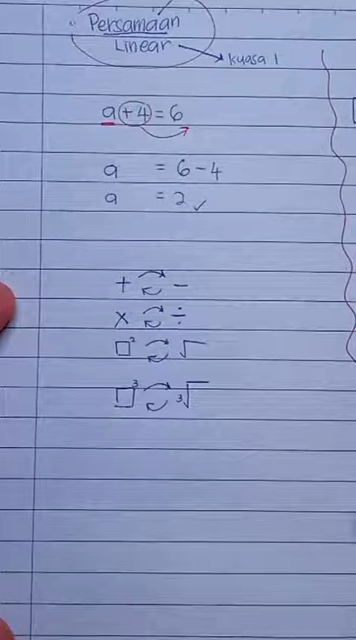 Persamaan
Linear → kuasa 1
a + 4 = 6
a = 6 - 4
a = 2 ✓
+ ⇄ -
× ⇄ ÷
□² ⇄ √
□³ ⇄ ³√